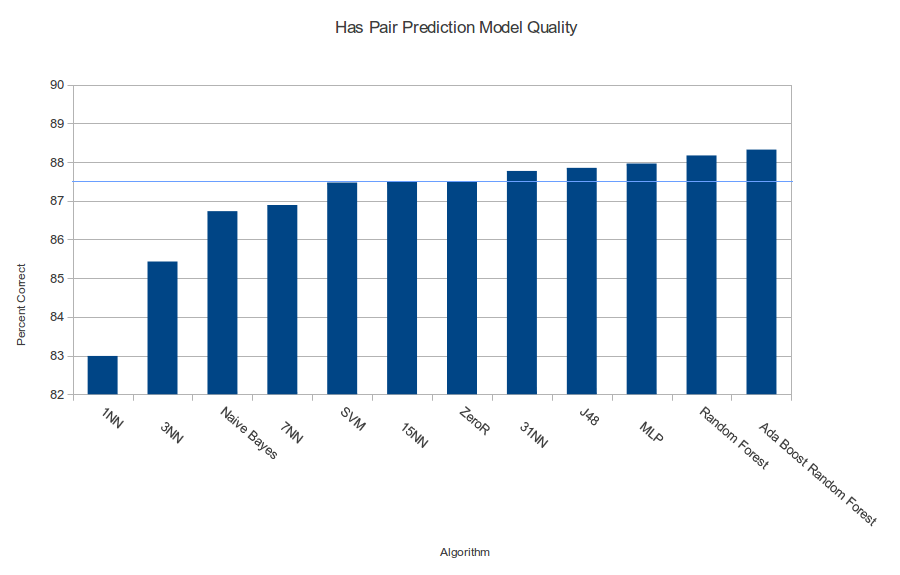 Has Pair Prediction Model Quality
90
89
88
87
86
85
84
83
82
Percent Correct
1NN
3NN
Naive Bayes
7NN
SVM
15NN
ZeroR
31NN
J48
MLP
Random Forest
Ada Boost Random Forest
Algorithm